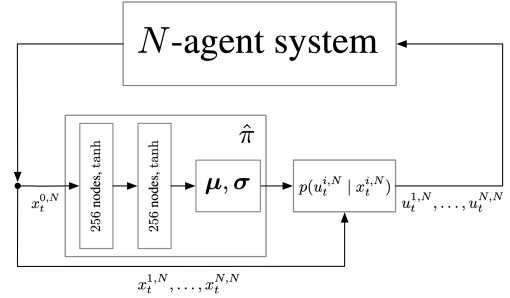 N-agent system
π̂
256 nodes, tanh
256 nodes, tanh
μ, σ
p(u_t^{i,N} | x_t^{i,N})
x_t^{0,N}
u_t^{1,N}, . . . , u_t^{N,N}
x_t^{1,N}, . . . , x_t^{N,N}